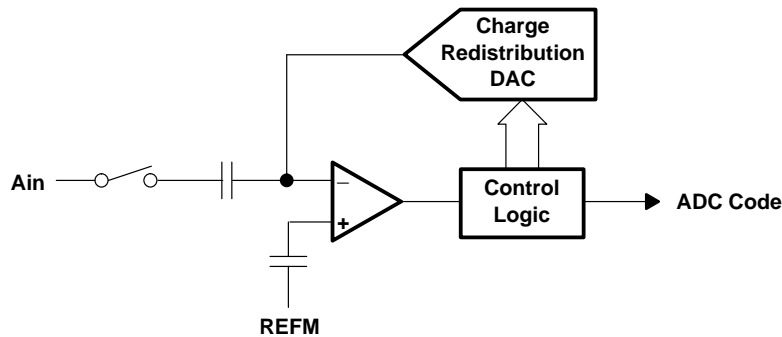 Charge
Redistribution
DAC
Ain
−
+
Control
Logic
ADC Code
REFM